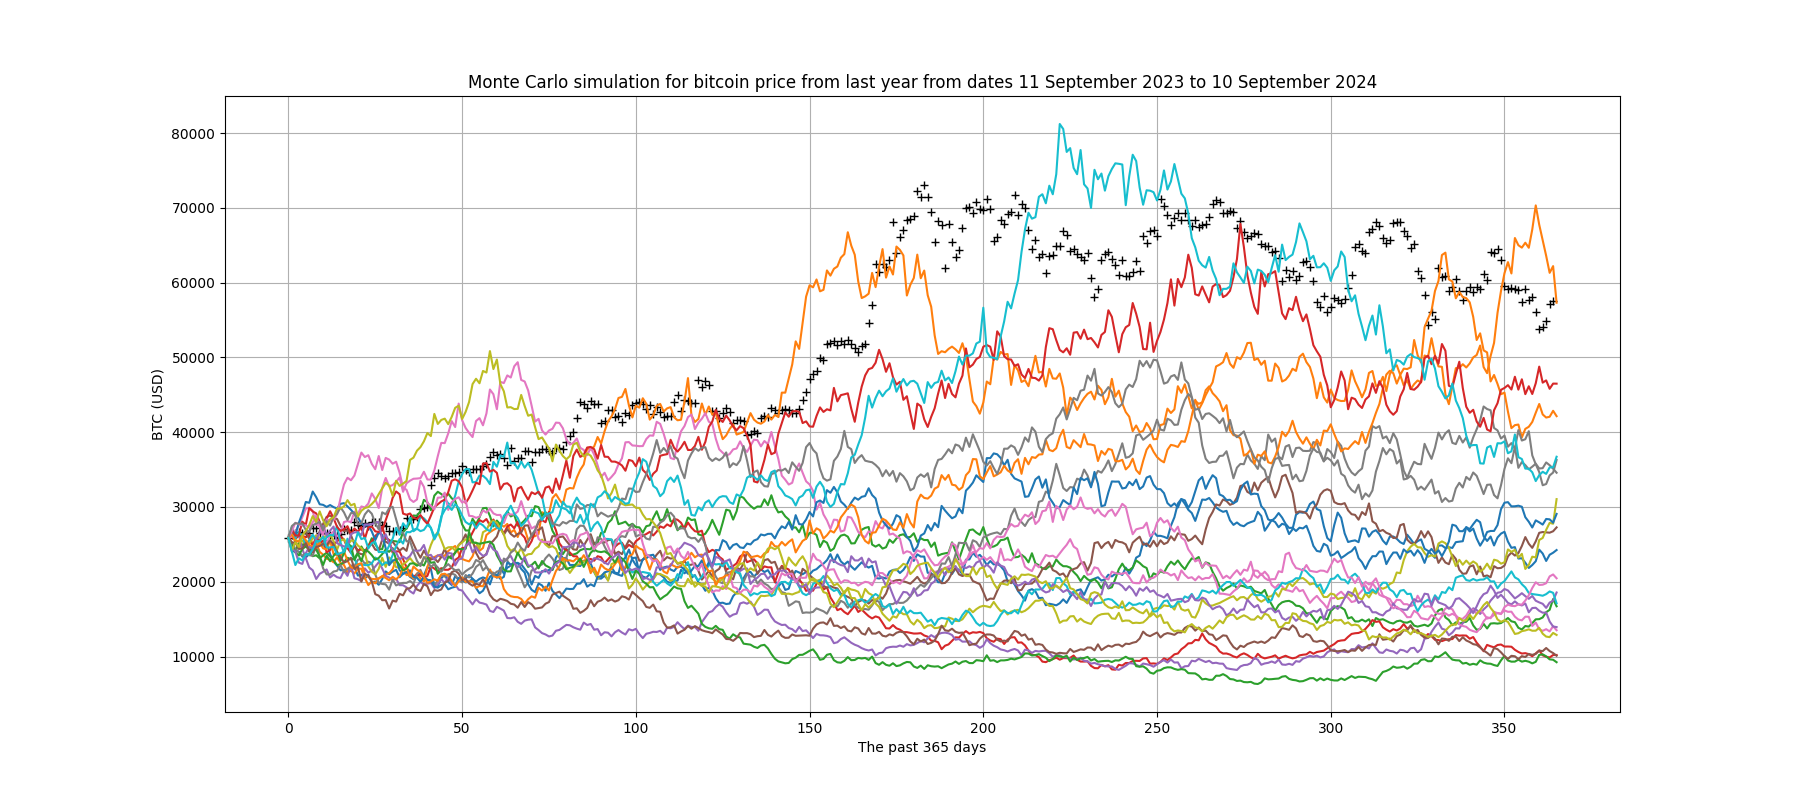 Monte Carlo simulation for bitcoin price from last year from dates 11 September 2023 to 10 September 2024
80000
70000
60000
50000
40000
30000
20000
10000
BTC (USD)
0 50 100 150 200 250 300 350
The past 365 days